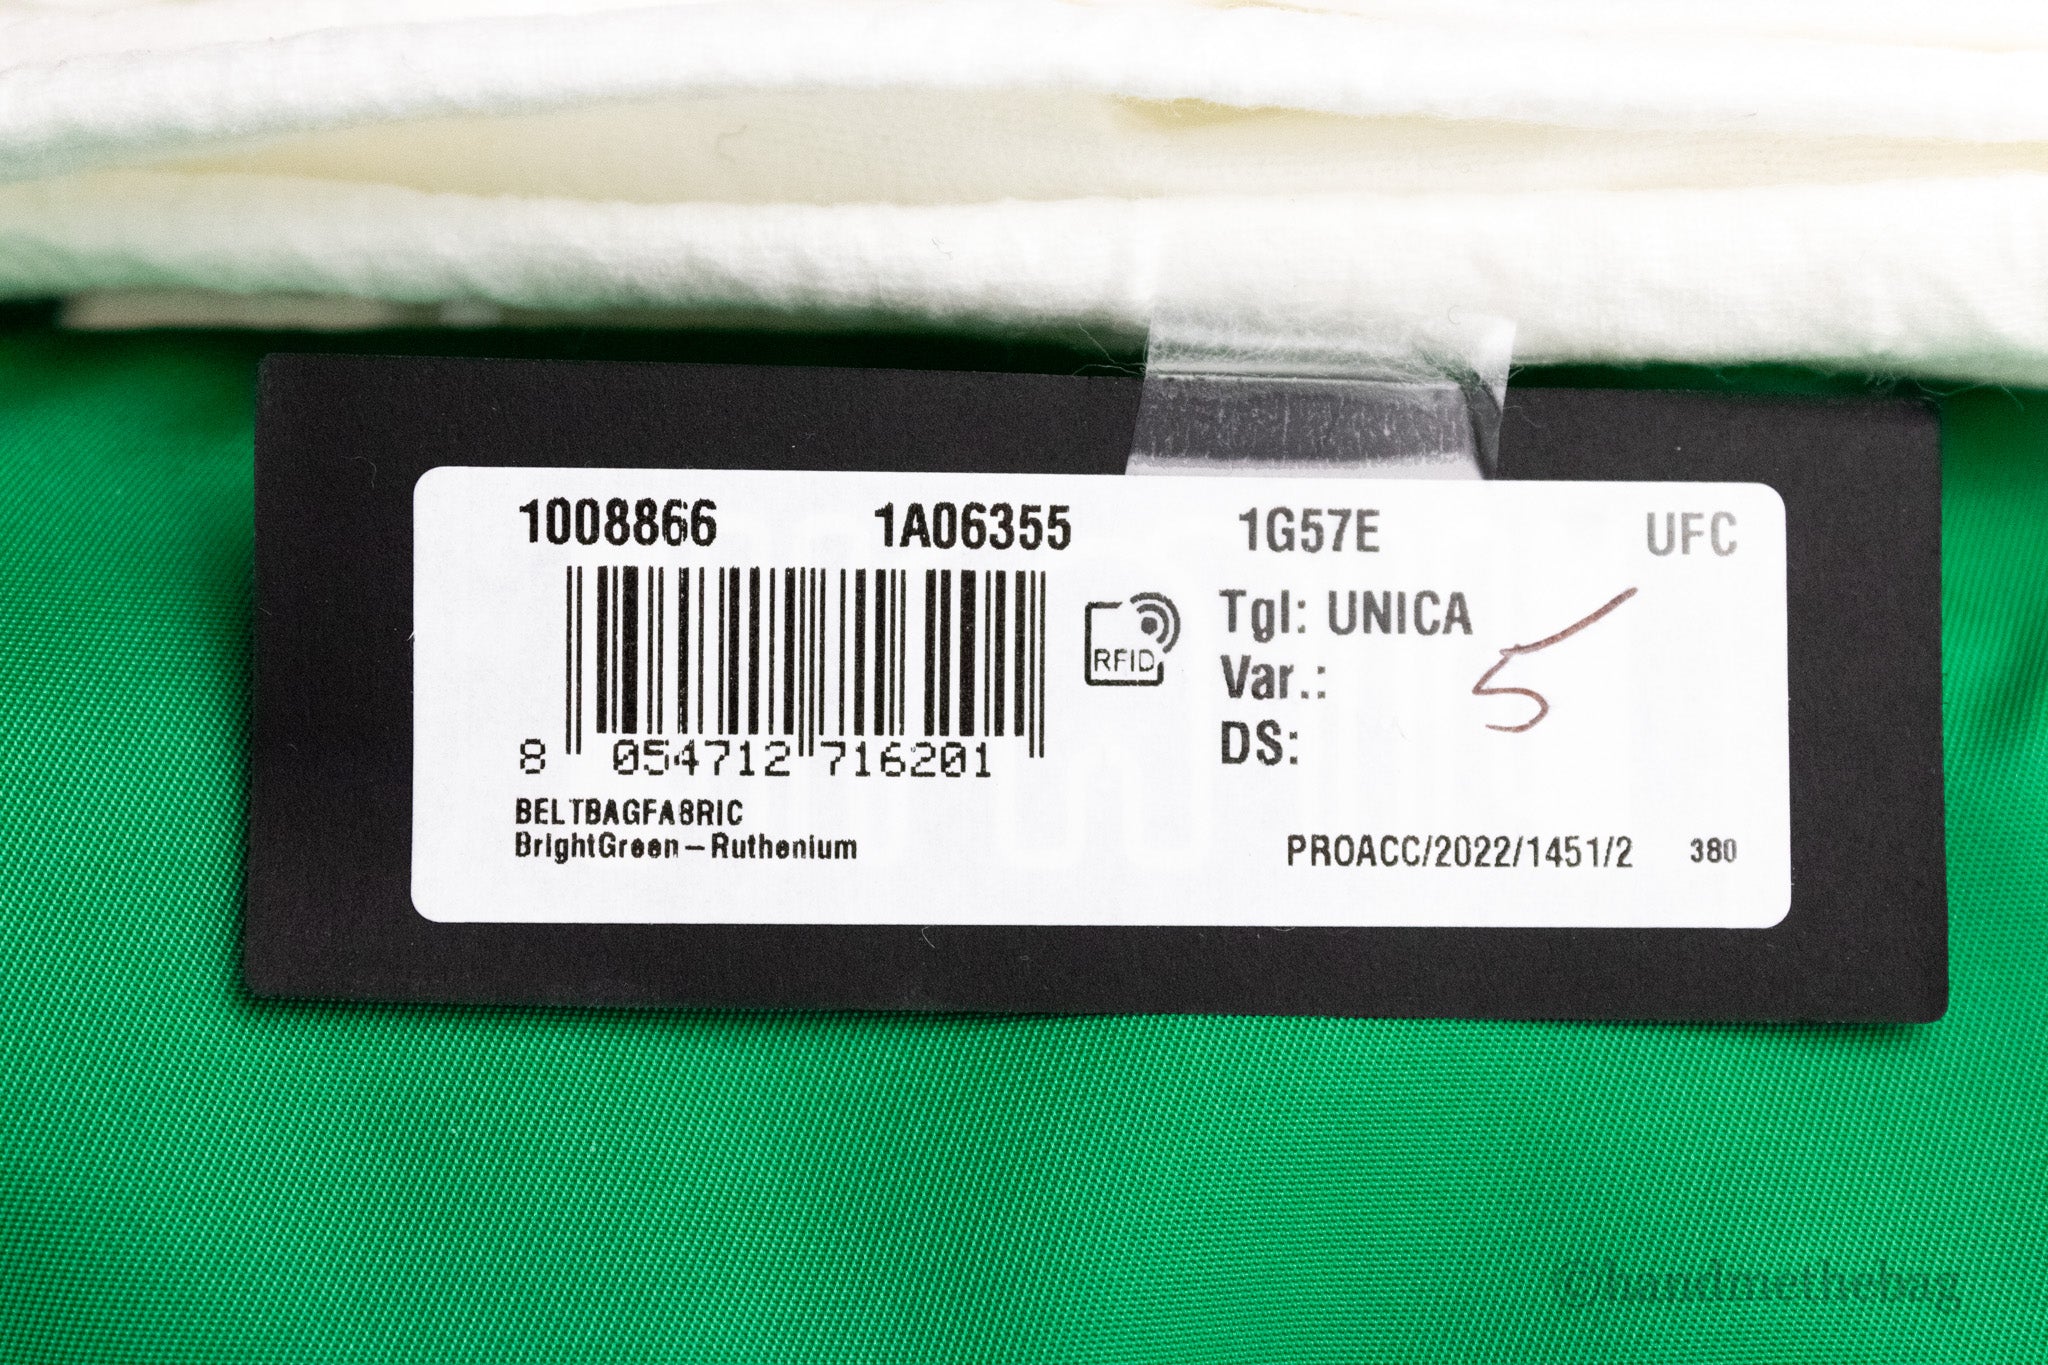 1008866 1A06355 1G57E UFC
RFID
Tgl: UNICA
Var.: 5
DS:
8 054712 716201
BELTBAGFABRIC
BrightGreen-Ruthenium
PROACC/2022/1451/2 380
@handmethebag